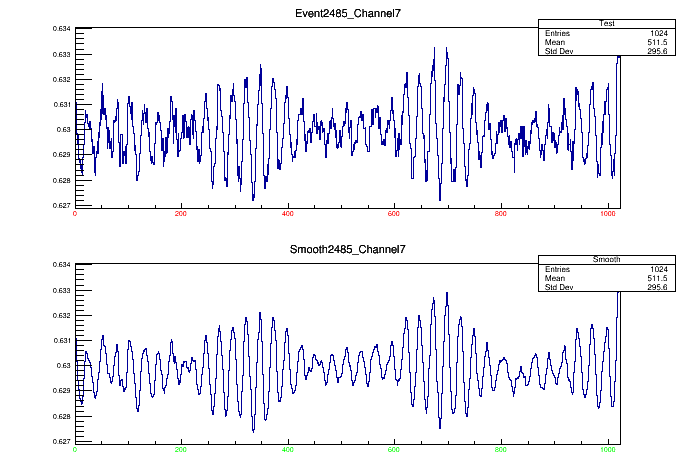 Event2485_Channel7
Test
Entries 1024
Mean 511.5
Std Dev 295.6
0.634
0.633
0.632
0.631
0.63
0.629
0.628
0.627
0 200 400 600 800 1000
Smooth2485_Channel7
Smooth
Entries 1024
Mean 511.5
Std Dev 295.6
0.634
0.633
0.632
0.631
0.63
0.629
0.628
0.627
0 200 400 600 800 1000